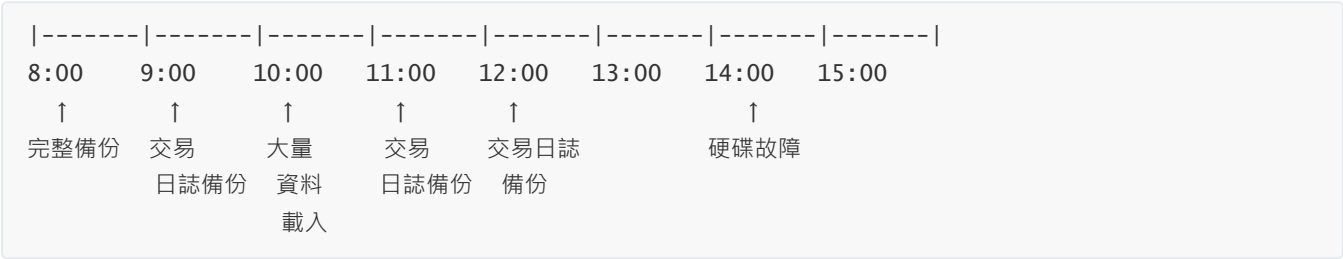 |-------|-------|-------|-------|-------|-------|-------|-------|
8:00 9:00 10:00 11:00 12:00 13:00 14:00 15:00
↑ ↑ ↑ ↑ ↑ ↑
完整備份 交易 大量 交易 交易日誌 硬碟故障
日誌備份 資料 日誌備份 備份
載入